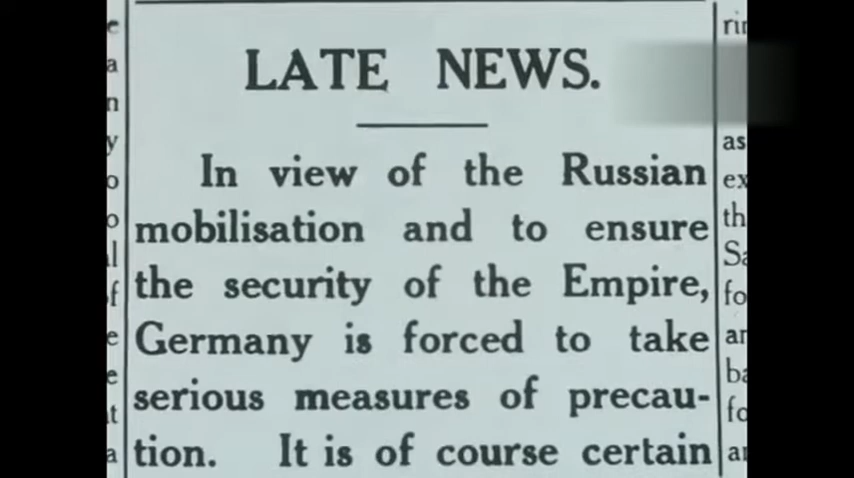 LATE NEWS.
In view of the Russian
mobilisation and to ensure
the security of the Empire,
Germany is forced to take
serious measures of precau-
tion. It is of course certain